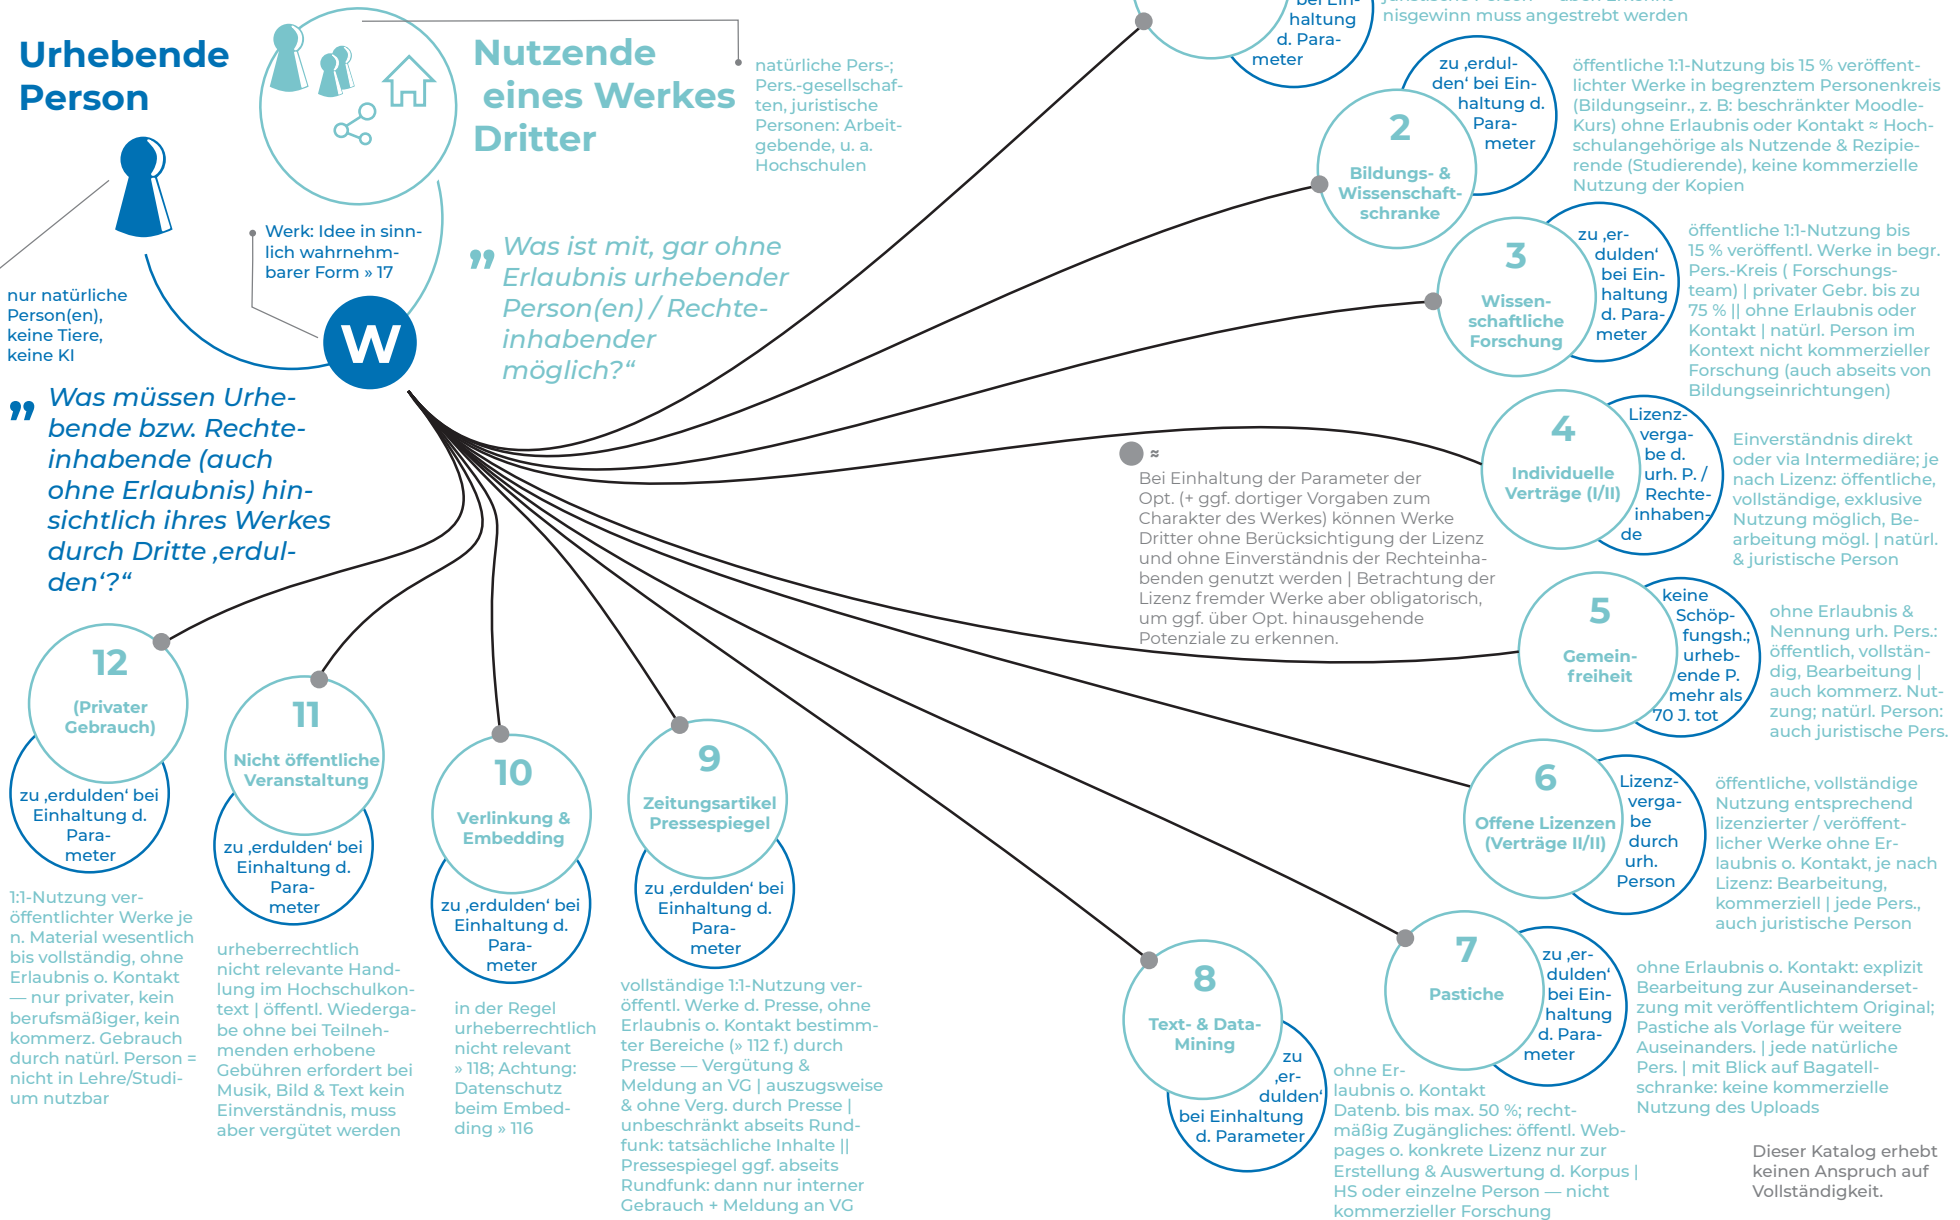 Urhebende
Person
Nutzende
eines Werkes
Dritter
natürliche Pers-;
Pers.-gesellschaf-
ten, juristische
Personen: Arbeit-
gebende, u. a.
Hochschulen
Werk: Idee in sinn-
lich wahrnehm-
barer Form » 17
nur natürliche
Person(en),
keine Tiere,
keine KI
W
„Was ist mit, gar ohne
Erlaubnis urhebender
Person(en) / Rechte-
inhabender
möglich?“
„Was müssen Urhe-
bende bzw. Rechte-
inhabende (auch
ohne Erlaubnis) hin-
sichtlich ihres Werkes
durch Dritte ‚erdul-
den‘?“
haltung
d. Para-
meter
nisgewinn muss angestrebt werden
2
Bildungs- &
Wissenschaft-
schranke
zu ‚erdul-
den‘ bei Ein-
haltung d.
Para-
meter
öffentliche 1:1-Nutzung bis 15 % veröffent-
lichter Werke in begrenztem Personenkreis
(Bildungseinr., z. B: beschränkter Moodle-
Kurs) ohne Erlaubnis oder Kontakt ≈ Hoch-
schulangehörige als Nutzende & Rezipie-
rende (Studierende), keine kommerzielle
Nutzung der Kopien
3
Wissen-
schaftliche
Forschung
zu ‚er-
dulden‘
bei Ein-
haltung
d. Para-
meter
öffentliche 1:1-Nutzung bis
15 % veröffentl. Werke in begr.
Pers.-Kreis ( Forschungs-
team) | privater Gebr. bis zu
75 % || ohne Erlaubnis oder
Kontakt | natürl. Person im
Kontext nicht kommerzieller
Forschung (auch abseits von
Bildungseinrichtungen)
4
Individuelle
Verträge (I/II)
Lizenz-
verga-
be d.
urh. P. /
Rechte-
inhaben-
de
Einverständnis direkt
oder via Intermediäre; je
nach Lizenz: öffentliche,
vollständige, exklusive
Nutzung möglich, Be-
arbeitung mögl. | natürl.
& juristische Person
≈
Bei Einhaltung der Parameter der
Opt. (+ ggf. dortiger Vorgaben zum
Charakter des Werkes) können Werke
Dritter ohne Berücksichtigung der Lizenz
und ohne Einverständnis der Rechteinha-
benden genutzt werden | Betrachtung der
Lizenz fremder Werke aber obligatorisch,
um ggf. über Opt. hinausgehende
Potenziale zu erkennen.
5
Gemein-
freiheit
keine
Schöp-
fungsh.;
urheb-
ende P.
mehr als
70 J. tot
ohne Erlaubnis &
Nennung urh. Pers.:
öffentlich, vollstän-
dig, Bearbeitung |
auch kommerz. Nut-
zung; natürl. Person:
auch juristische Pers.
6
Offene Lizenzen
(Verträge II/II)
Lizenz-
verga-
be
durch
urh.
Person
öffentliche, vollständige
Nutzung entsprechend
lizenzierter / veröffent-
licher Werke ohne Er-
laubnis o. Kontakt, je nach
Lizenz: Bearbeitung,
kommerziell | jede Pers.,
auch juristische Person
7
Pastiche
zu ‚er-
dulden‘
bei Ein-
haltung
d. Para-
meter
ohne Erlaubnis o. Kontakt: explizit
Bearbeitung zur Auseinanderset-
zung mit veröffentlichtem Original;
Pastiche als Vorlage für weitere
Auseinanders. | jede natürliche
Pers. | mit Blick auf Bagatell-
schranke: keine kommerzielle
Nutzung des Uploads
8
Text- & Data-
Mining
zu
‚er-
dulden‘
bei Einhaltung
d. Parameter
ohne Er-
laubnis o. Kontakt
Datenb. bis max. 50 %; recht-
mäßig Zugängliches: öffentl. Web-
pages o. konkrete Lizenz nur zur
Erstellung & Auswertung d. Korpus |
HS oder einzelne Person — nicht
kommerzieller Forschung
9
Zeitungsartikel
Pressespiegel
zu ‚erdulden‘ bei
Einhaltung d.
Para-
meter
vollständige 1:1-Nutzung ver-
öffentl. Werke d. Presse, ohne
Erlaubnis o. Kontakt bestimm-
ter Bereiche (» 112 f.) durch
Presse — Vergütung &
Meldung an VG | auszugsweise
& ohne Verg. durch Presse |
unbeschränkt abseits Rund-
funk: tatsächliche Inhalte ||
Pressespiegel ggf. abseits
Rundfunk: dann nur interner
Gebrauch + Meldung an VG
10
Verlinkung &
Embedding
zu ‚erdulden‘ bei
Einhaltung d.
Para-
meter
in der Regel
urheberrechtlich
nicht relevant
» 118; Achtung:
Datenschutz
beim Embed-
ding » 116
11
Nicht öffentliche
Veranstaltung
zu ‚erdulden‘ bei
Einhaltung d.
Para-
meter
urheberrechtlich
nicht relevante Hand-
lung im Hochschulkon-
text | öffentl. Wiederga-
be ohne bei Teilneh-
menden erhobene
Gebühren erfordert bei
Musik, Bild & Text kein
Einverständnis, muss
aber vergütet werden
12
(Privater
Gebrauch)
zu ‚erdulden‘ bei
Einhaltung d.
Para-
meter
1:1-Nutzung ver-
öffentlichter Werke je
n. Material wesentlich
bis vollständig, ohne
Erlaubnis o. Kontakt
— nur privater, kein
berufsmäßiger, kein
kommerz. Gebrauch
durch natürl. Person =
nicht in Lehre/Studi-
um nutzbar
Dieser Katalog erhebt
keinen Anspruch auf
Vollständigkeit.